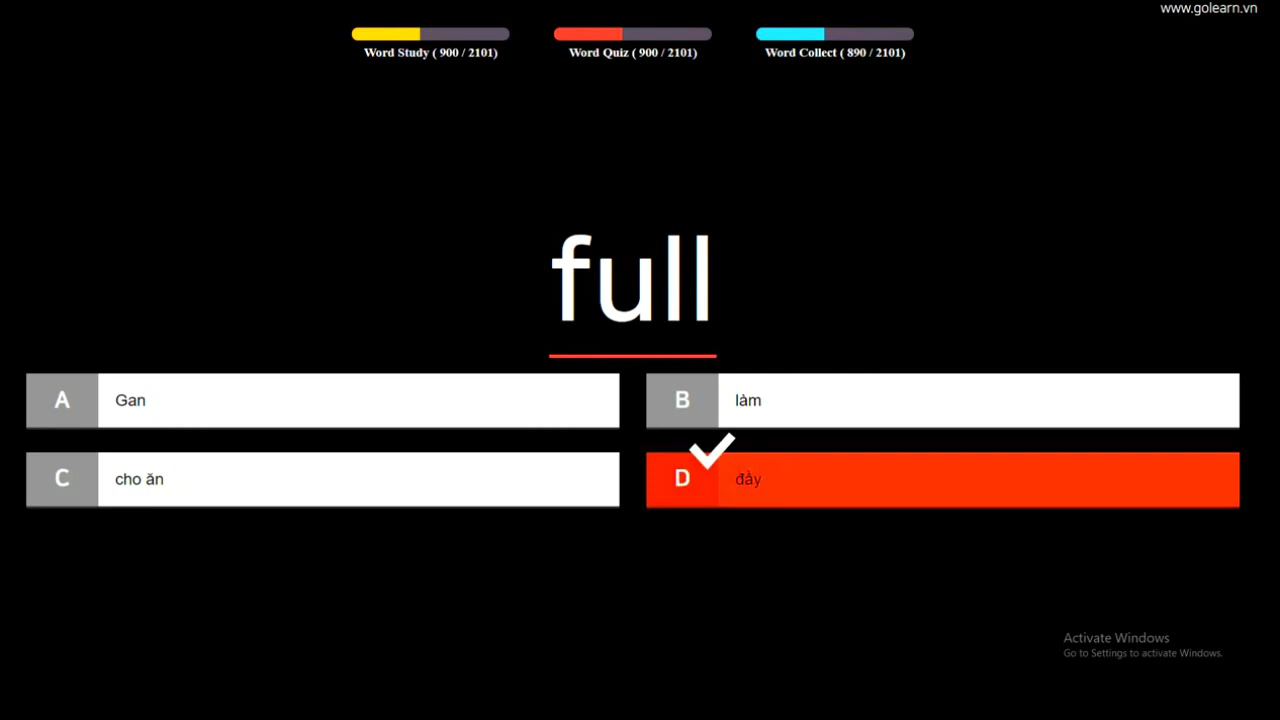 www.golearn.vn
Word Study ( 900 / 2101)
Word Quiz ( 900 / 2101)
Word Collect ( 890 / 2101)
full
A Gan
B làm
C cho ăn
D đầy
Activate Windows
Go to Settings to activate Windows.